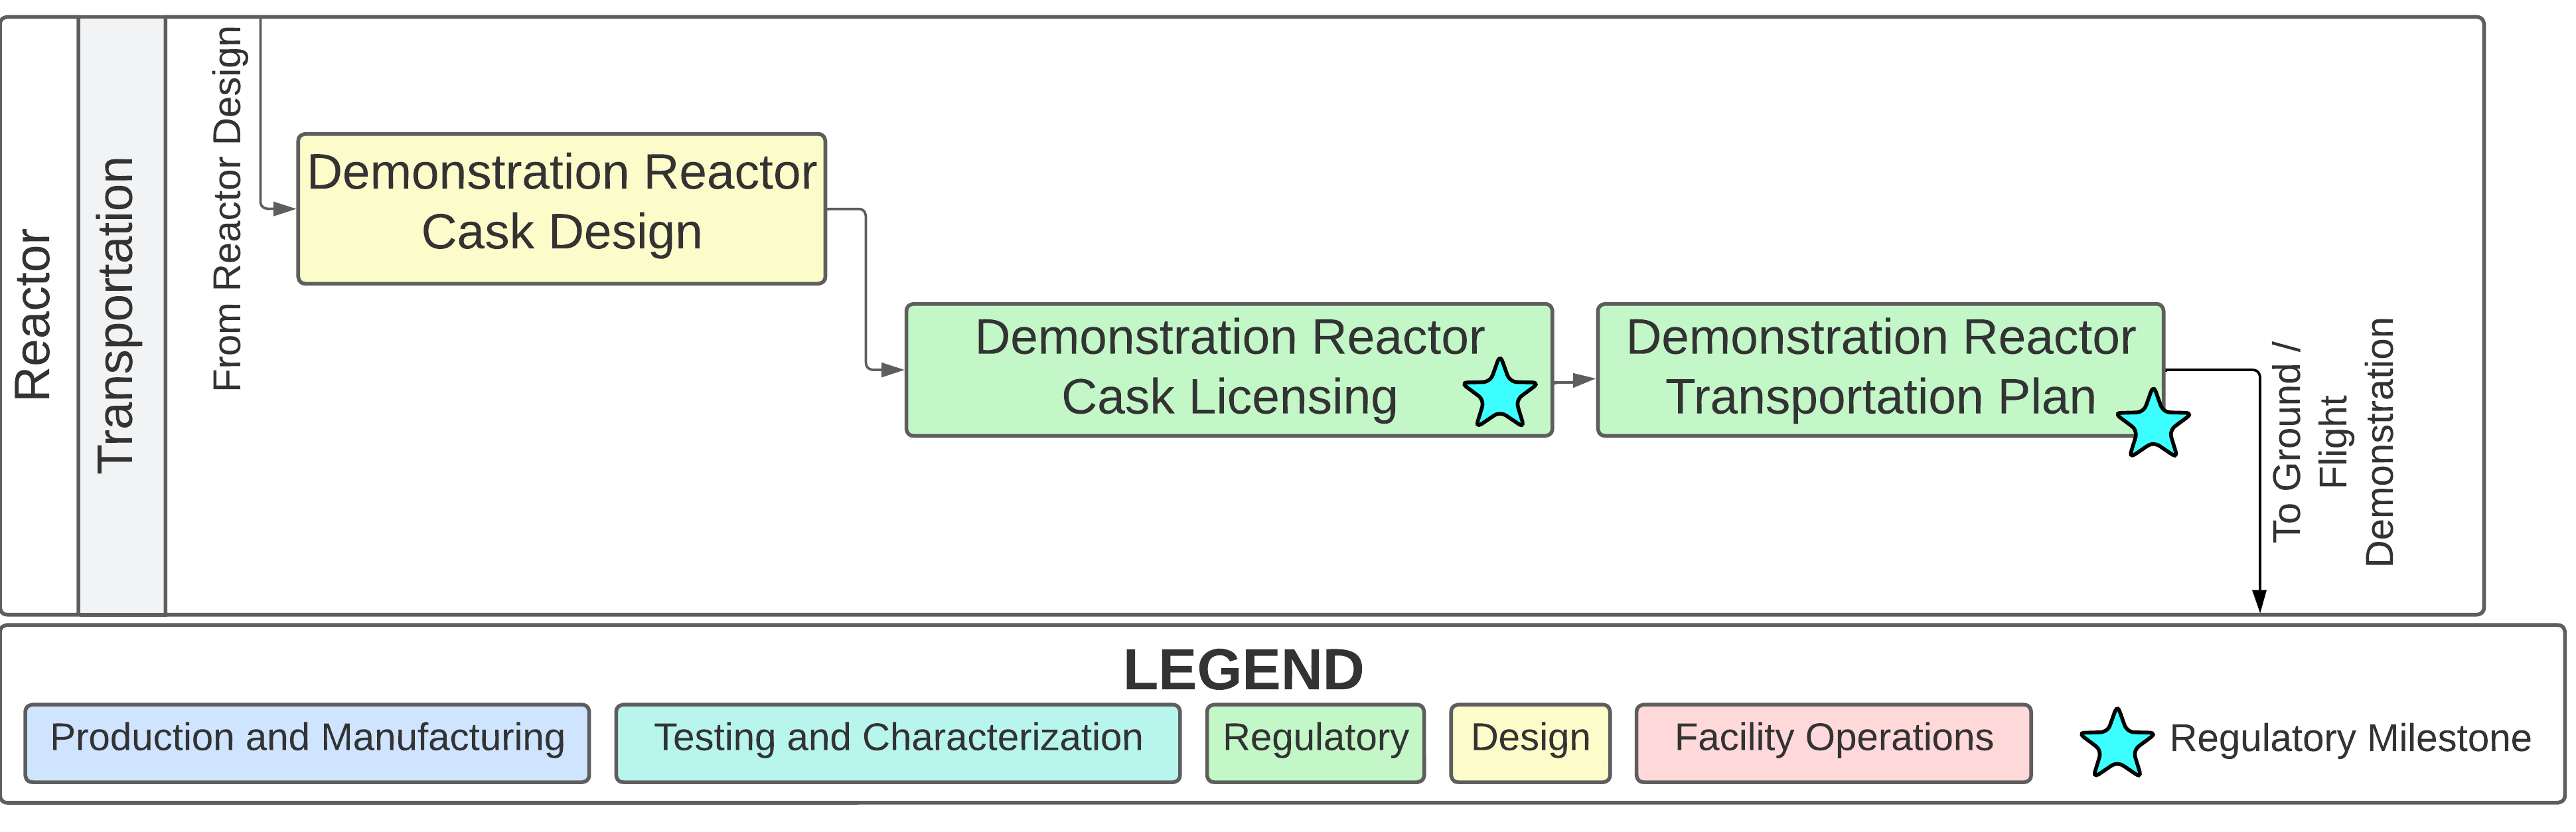 Reactor
Transportation
From Reactor Design
Demonstration Reactor
Cask Design
Demonstration Reactor
Cask Licensing
Demonstration Reactor
Transportation Plan
To Ground /
Flight
Demonstration
LEGEND
Production and Manufacturing
Testing and Characterization
Regulatory
Design
Facility Operations
Regulatory Milestone